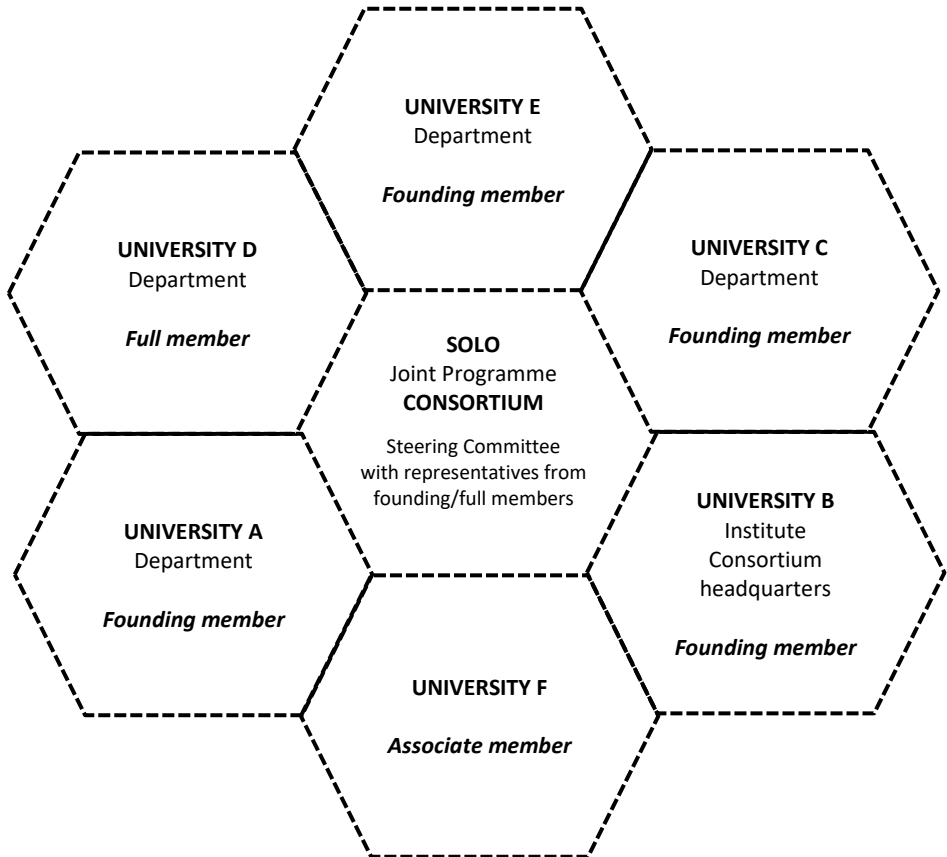 UNIVERSITY E
Department
Founding member
UNIVERSITY D
Department
Full member
UNIVERSITY C
Department
Founding member
SOLO
Joint Programme
CONSORTIUM
Steering Committee
with representatives from
founding/full members
UNIVERSITY A
Department
Founding member
UNIVERSITY B
Institute
Consortium
headquarters
Founding member
UNIVERSITY F
Associate member